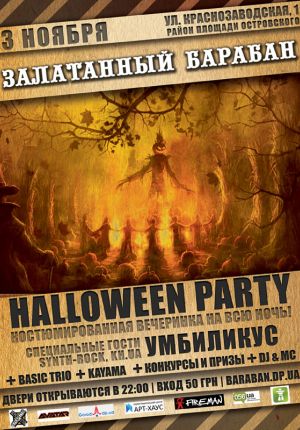 3 НОЯБРЯ
УЛ. КРАСНОЗАВОДСКАЯ, 1
РАЙОН ПЛОЩАДИ ОСТРОВСКОГО
ЗАЛАТАННЫЙ БАРАБАН
HALLOWEEN PARTY
КОСТЮМИРОВАННАЯ ВЕЧЕРИНКА НА ВСЮ НОЧЬ!
СПЕЦИАЛЬНЫЕ ГОСТИ
SYNTH-ROCK, KH.UA
УМБИЛИКУС
+ BASIC TRIO + KAYAMA + КОНКУРСЫ И ПРИЗЫ + DJ & MC
ДВЕРИ ОТКРЫВАЮТСЯ В 22:00 | ВХОД 50 ГРН | BARABAN.DP.UA
АРТ-ХАУС
FIREMAN